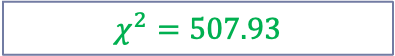 χ² = 507.93